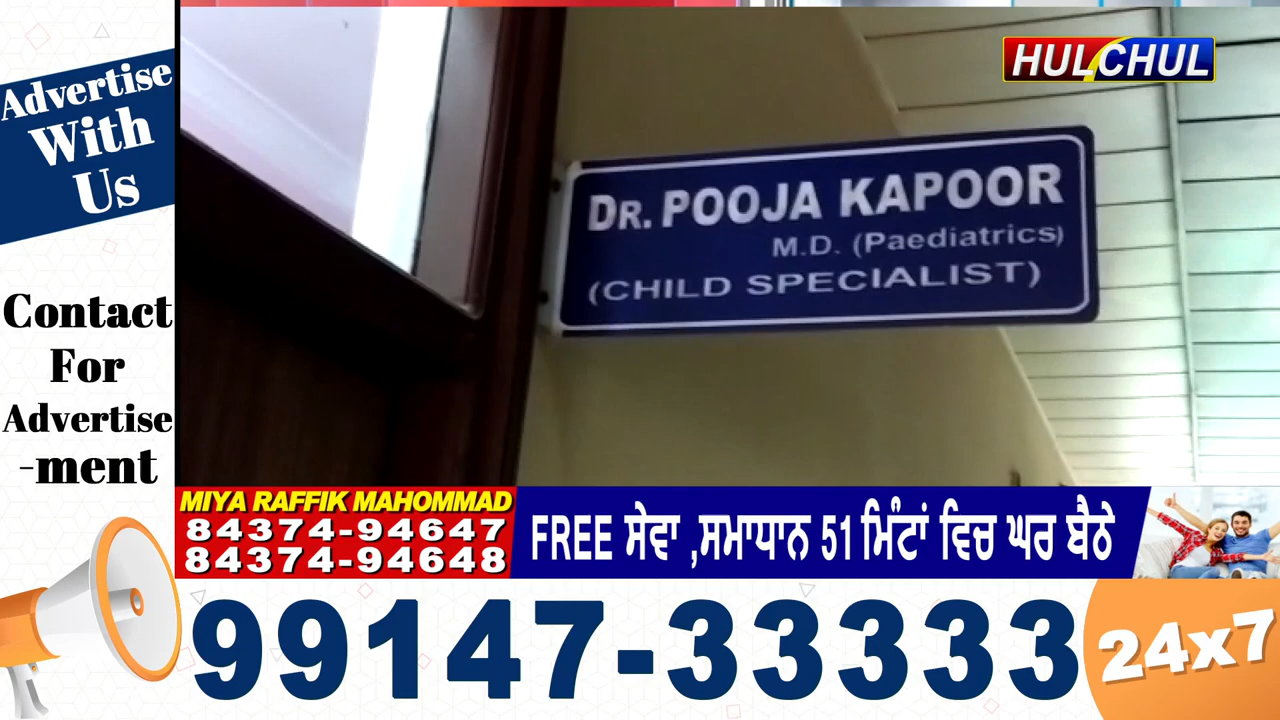 HULCHUL
Advertise
With
Us
DR. POOJA KAPOOR
M.D. (Paediatrics)
(CHILD SPECIALIST)
Contact
For
Advertise
-ment
MIYA RAFFIK MAHOMMAD
84374-94647
84374-94648
FREE ਸੇਵਾ ,ਸਮਾਧਾਨ 51 ਮਿੰਟਾਂ ਵਿਚ ਘਰ ਬੈਠੇ
99147-33333
24x7